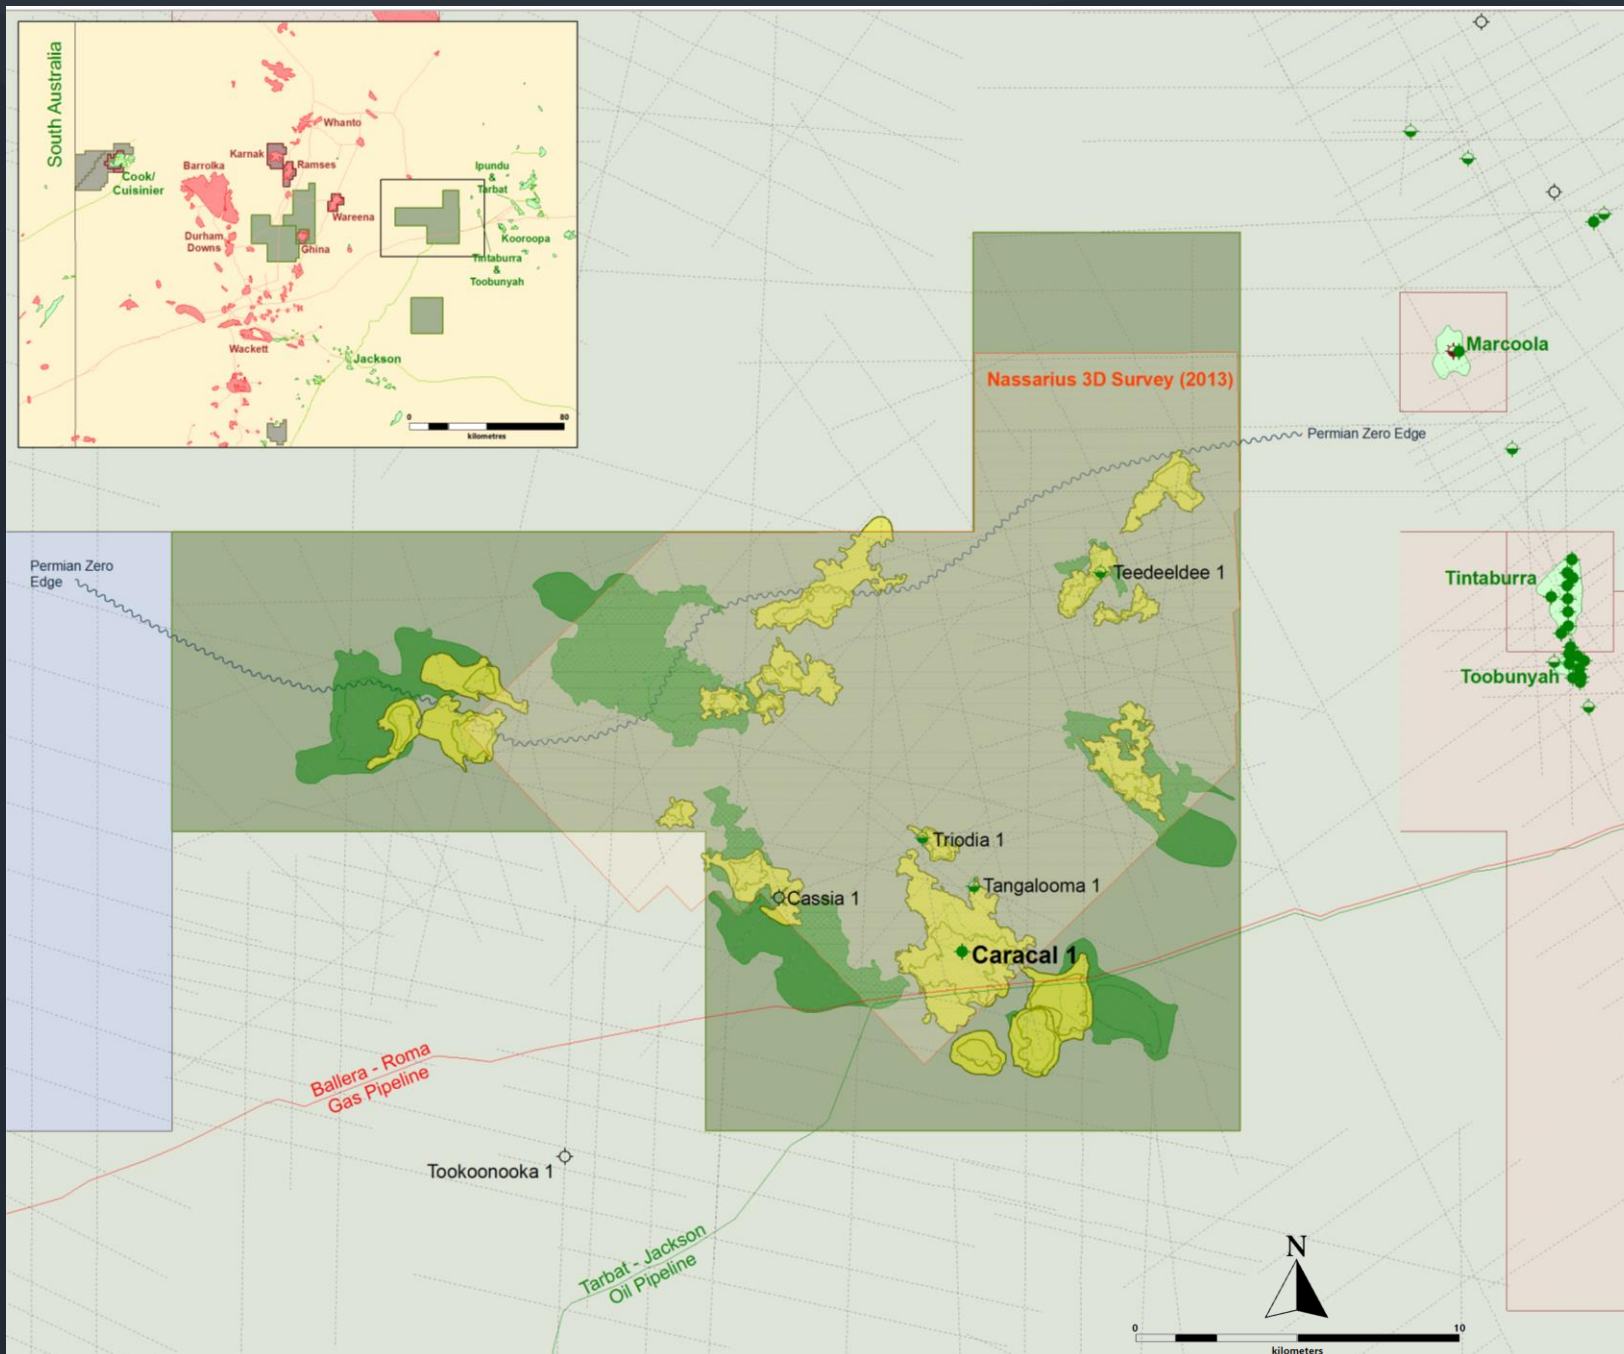 South Australia
Whanto
Karnak
Ramses
Barrolka
Cook/
Cuisinier
Ipundu
&
Tarbat
Wareena
Durham
Downs
Ghina
6
Kooroopa
Tintaburra
&
Toobunyah
Wackett
Jackson
0
80
kilometres
Marcoola
Nassarius 3D Survey (2013)
Permian Zero Edge
Permian Zero
Edge
Teedeeldee 1
Tintaburra
Toobunyah
Triodia 1
Tangalooma 1
Cassia 1
Caracal 1
Ballera - Roma
Gas Pipeline
Tookoonooka 1
Tarbat - Jackson
Oil Pipeline
N
0
10
kilometers